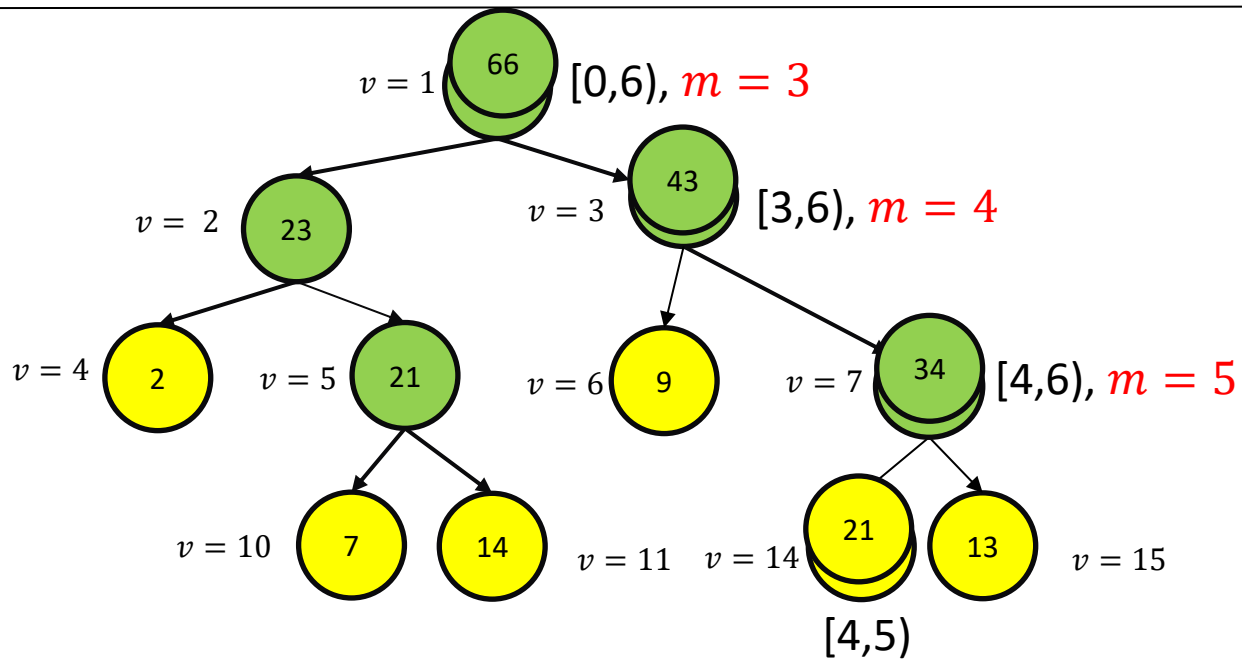 v = 1 66 [0,6), m = 3
v = 2 23 v = 3 43 [3,6), m = 4
v = 4 2 v = 5 21 v = 6 9 v = 7 34 [4,6), m = 5
v = 10 7 14 v = 11 v = 14 21 13 v = 15
[4,5)